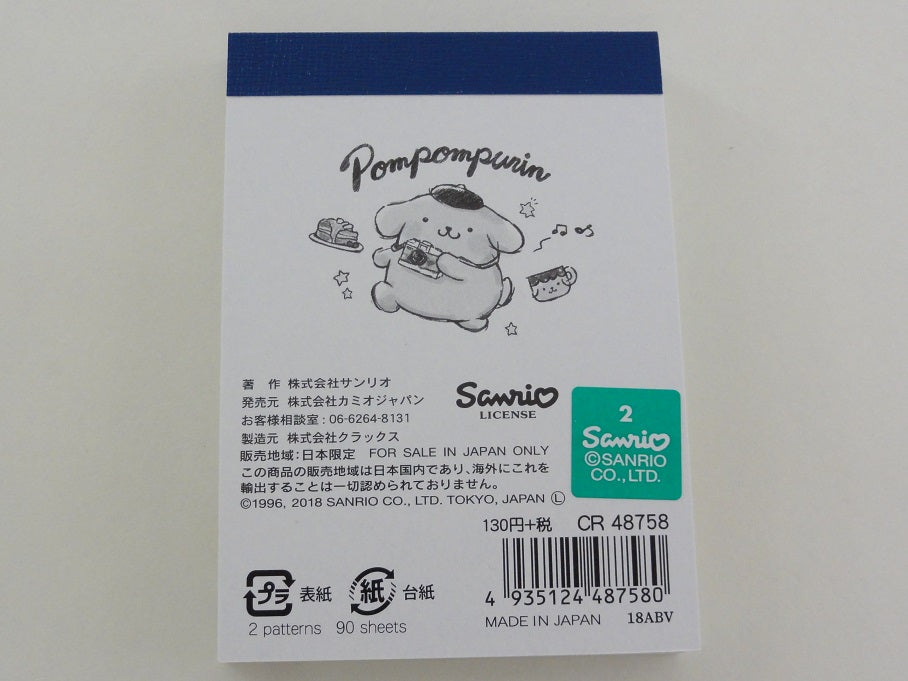 Pompompurin
著 作 株式会社サンリオ
発売元 株式会社カミオジャパン
お客様相談室：06-6264-8131
製造元 株式会社クラックス
販売地域：日本限定 FOR SALE IN JAPAN ONLY
この商品の販売地域は日本国内であり、海外にこれを
輸出することは一切認められておりません。
©1996, 2018 SANRIO CO., LTD. TOKYO, JAPAN Ⓛ
Sanrio
LICENSE
2
Sanrio
©SANRIO
CO., LTD.
130円+税 CR 48758
4 935124 487580
MADE IN JAPAN 18ABV
プラ 表紙 紙 台紙
2 patterns 90 sheets